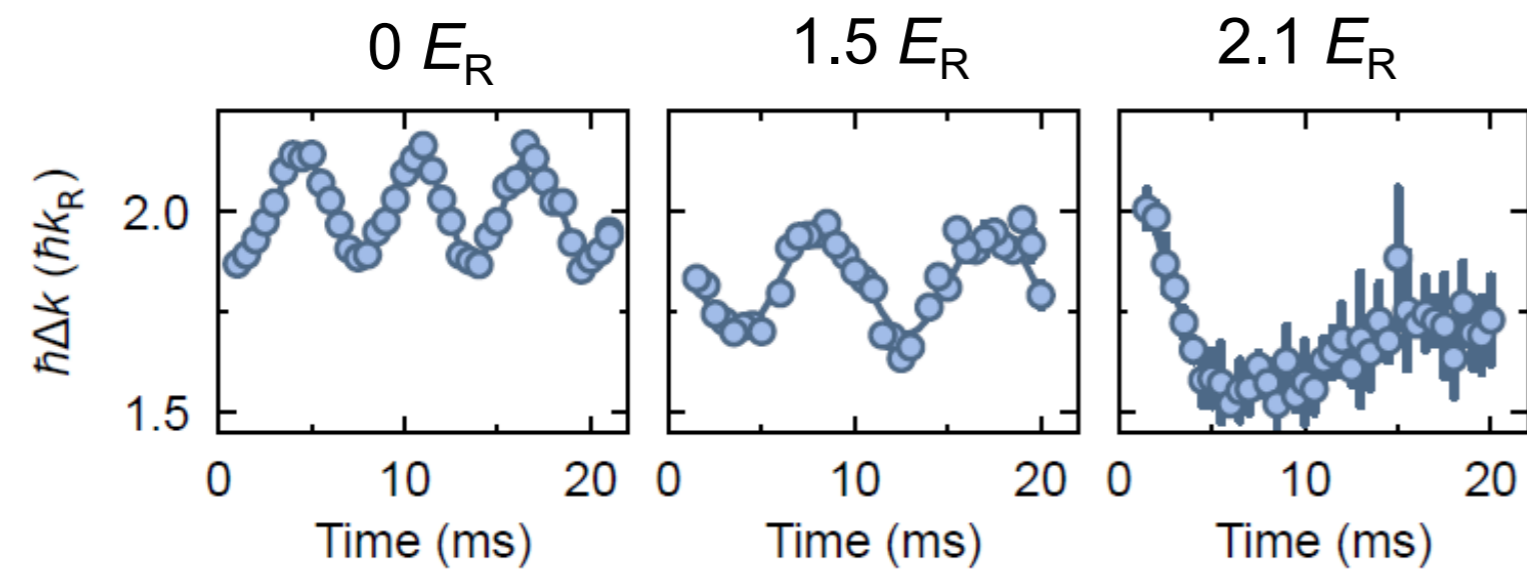 0 E_R 1.5 E_R 2.1 E_R
ħΔk (ħk_R)
2.0
1.5
0 10 20 0 10 20 0 10 20
Time (ms) Time (ms) Time (ms)